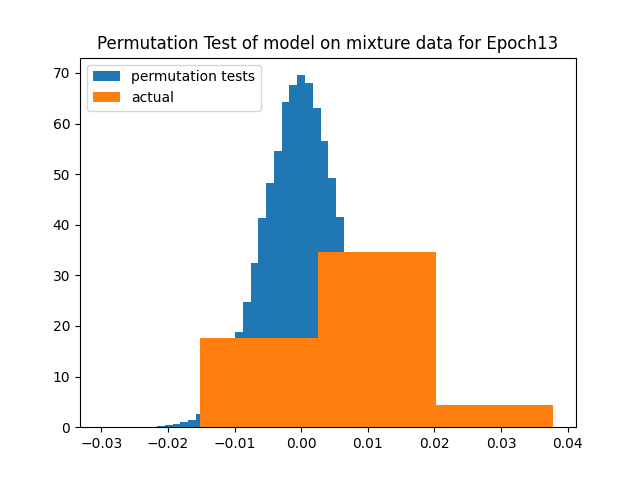 Permutation Test of model on mixture data for Epoch13
permutation tests
actual
70
60
50
40
30
20
10
0
−0.03 −0.02 −0.01 0.00 0.01 0.02 0.03 0.04